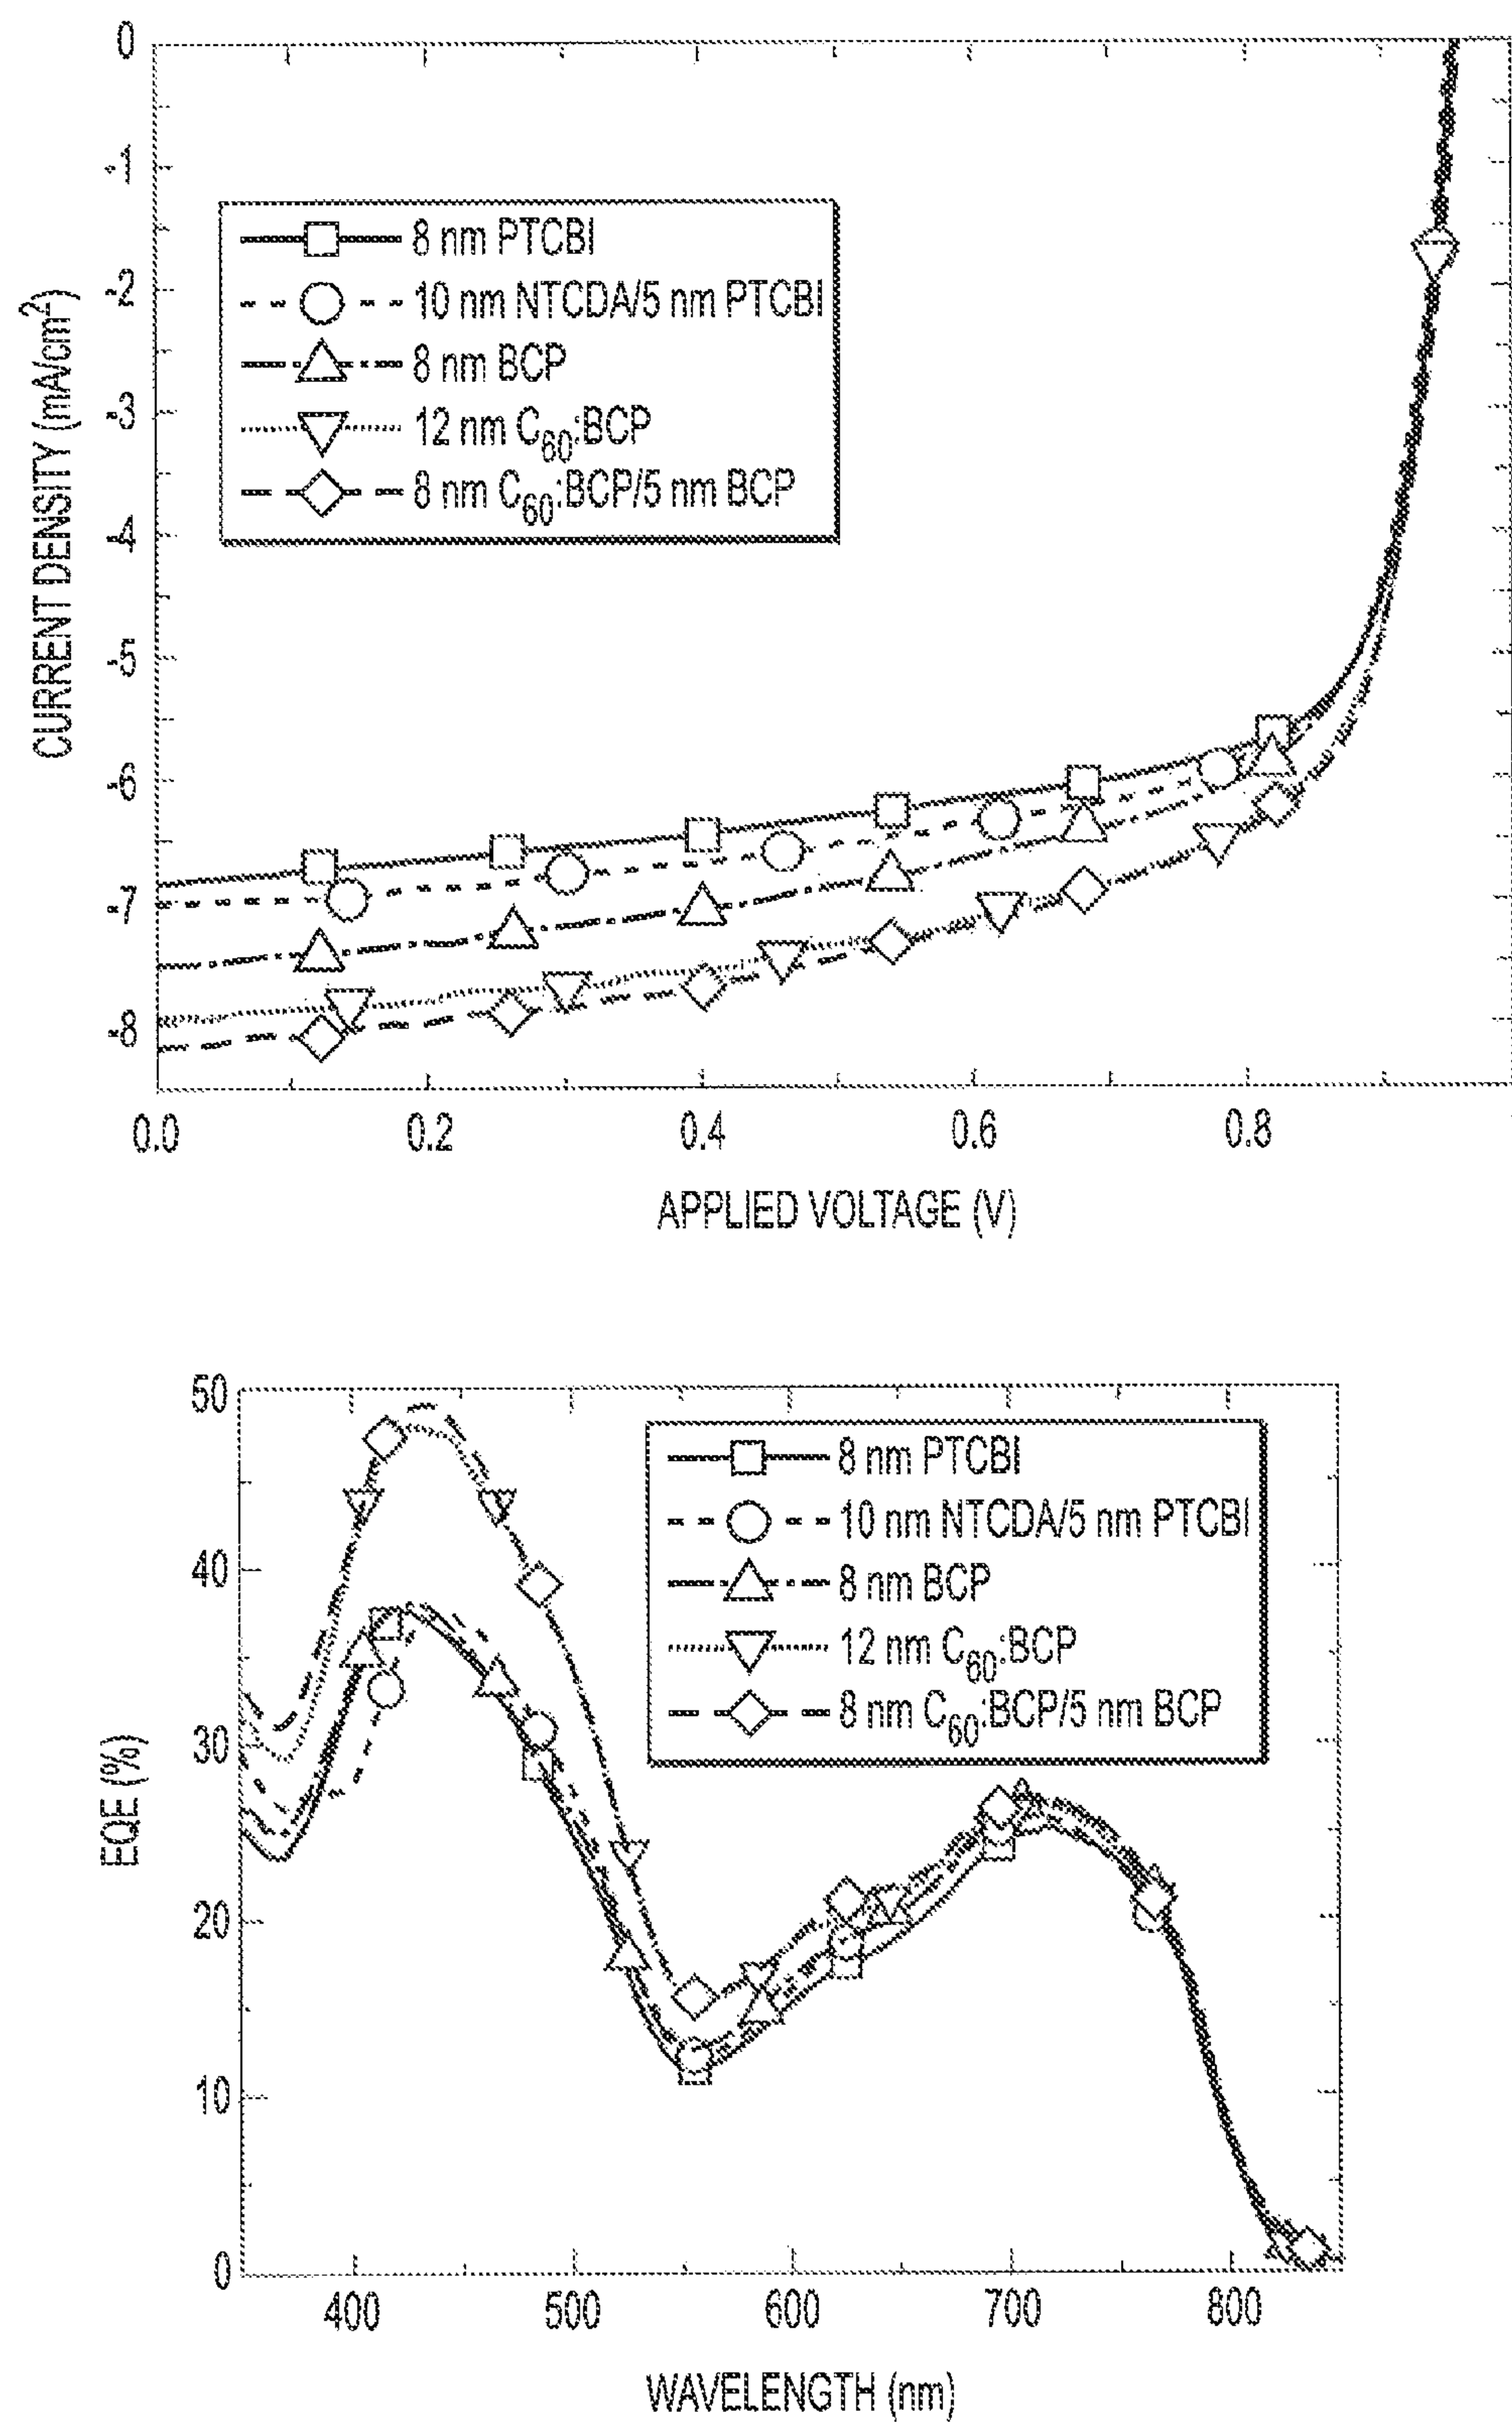 0
-1
-2
-3
-4
-5
-6
-7
-8
CURRENT DENSITY (mA/cm²)
8 nm PTCBI
10 nm NTCDA/5 nm PTCBI
8 nm BCP
12 nm C₆₀:BCP
8 nm C₆₀:BCP/5 nm BCP
0.0 0.2 0.4 0.6 0.8
APPLIED VOLTAGE (V)
50
40
30
20
10
0
EQE (%)
8 nm PTCBI
10 nm NTCDA/5 nm PTCBI
8 nm BCP
12 nm C₆₀:BCP
8 nm C₆₀:BCP/5 nm BCP
400 500 600 700 800
WAVELENGTH (nm)